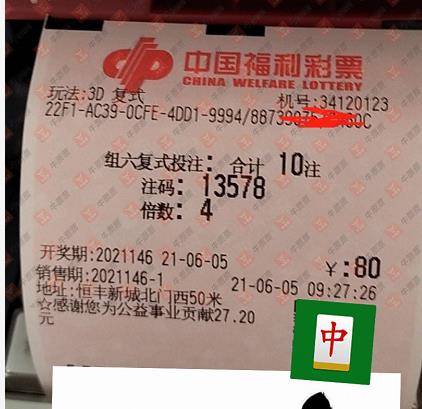 中国福利彩票
CHINA WELFARE LOTTERY
玩法:3D 复式 机号:34120123
22F1-AC39-0CFE-4DD1-9994/8873
组六复式投注: 合计 10注
注码: 13578
倍数: 4
开奖期:2021146 21-06-05 ¥:80
销售期:2021146-1 21-06-05 09:27:26
地址:恒丰新城北门西50米
☆感谢您为公益事业贡献27.20
元
中